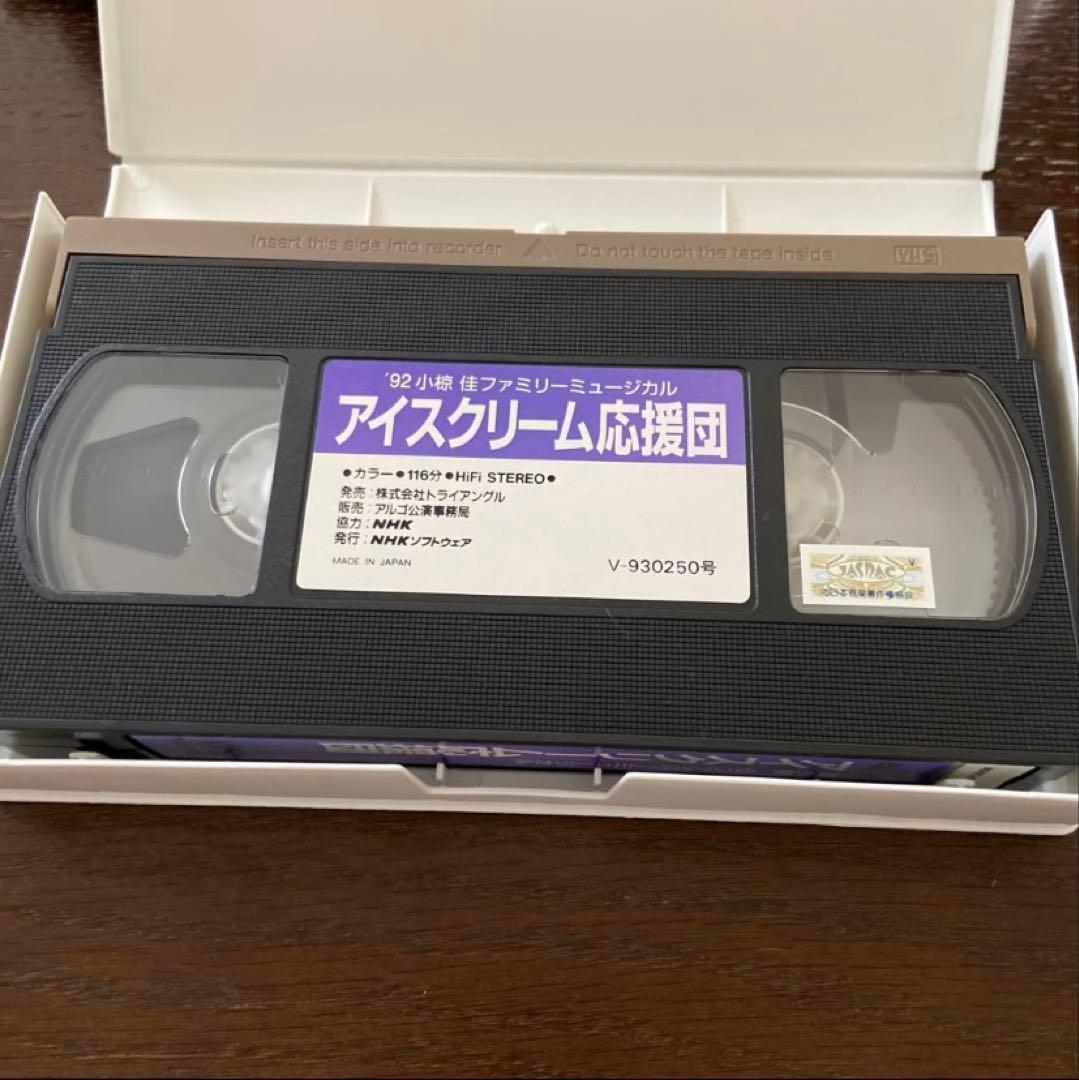 Insert this side into recorder Do not touch the tape inside VHS
'92 小椋 佳ファミリーミュージカル
アイスクリーム応援団
●カラー●116分●HiFi STEREO●
発売：株式会社トライアングル
販売：アルゴ公演事務局
協力：NHK
発行：NHKソフトウェア
MADE IN JAPAN
V-930250号
V
JASRAC